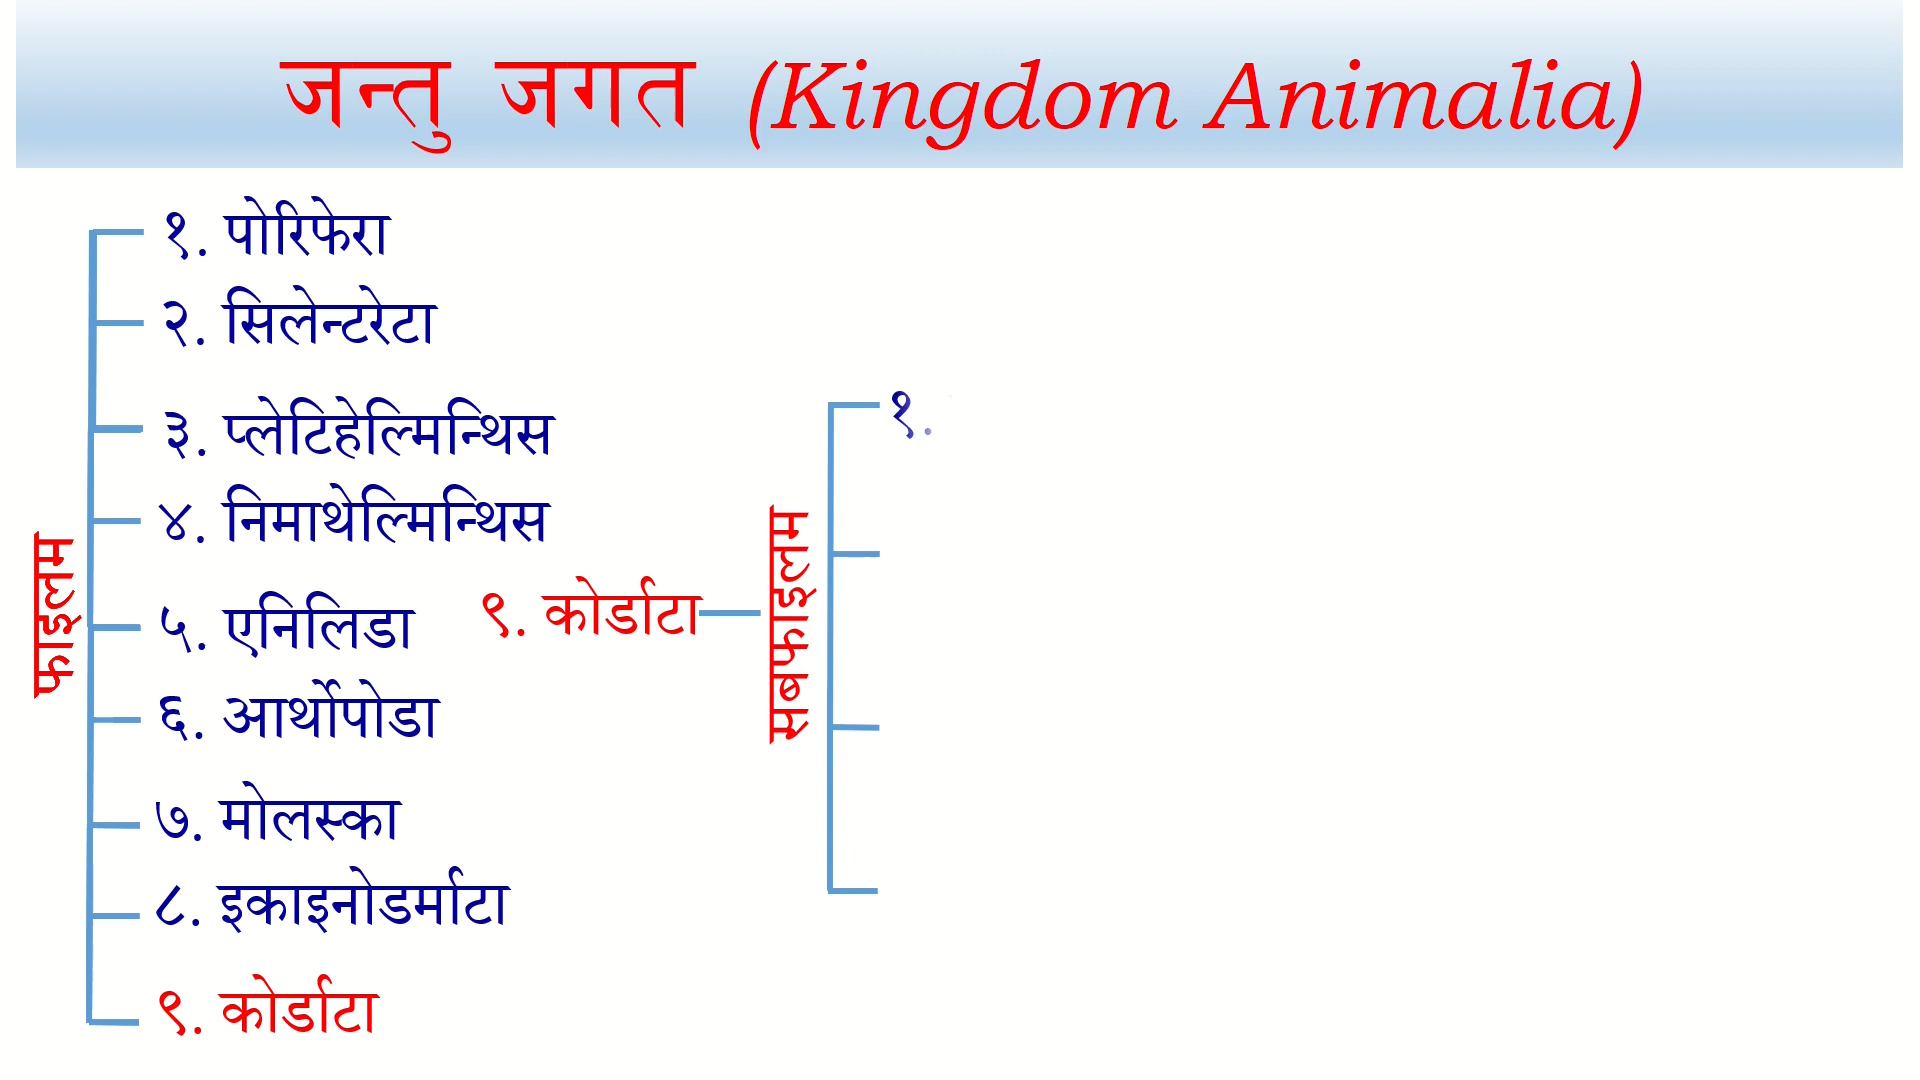 जन्तु जगत (Kingdom Animalia)
फाइलम
१. पोरिफेरा
२. सिलेन्टरेटा
३. प्लेटिहेल्मिन्थिस
४. निमाथेल्मिन्थिस
५. एनिलिडा
६. आर्थोपोडा
७. मोलस्का
८. इकाइनोडर्माटा
९. कोर्डाटा
९. कोर्डाटा
सबफाइलम
१.